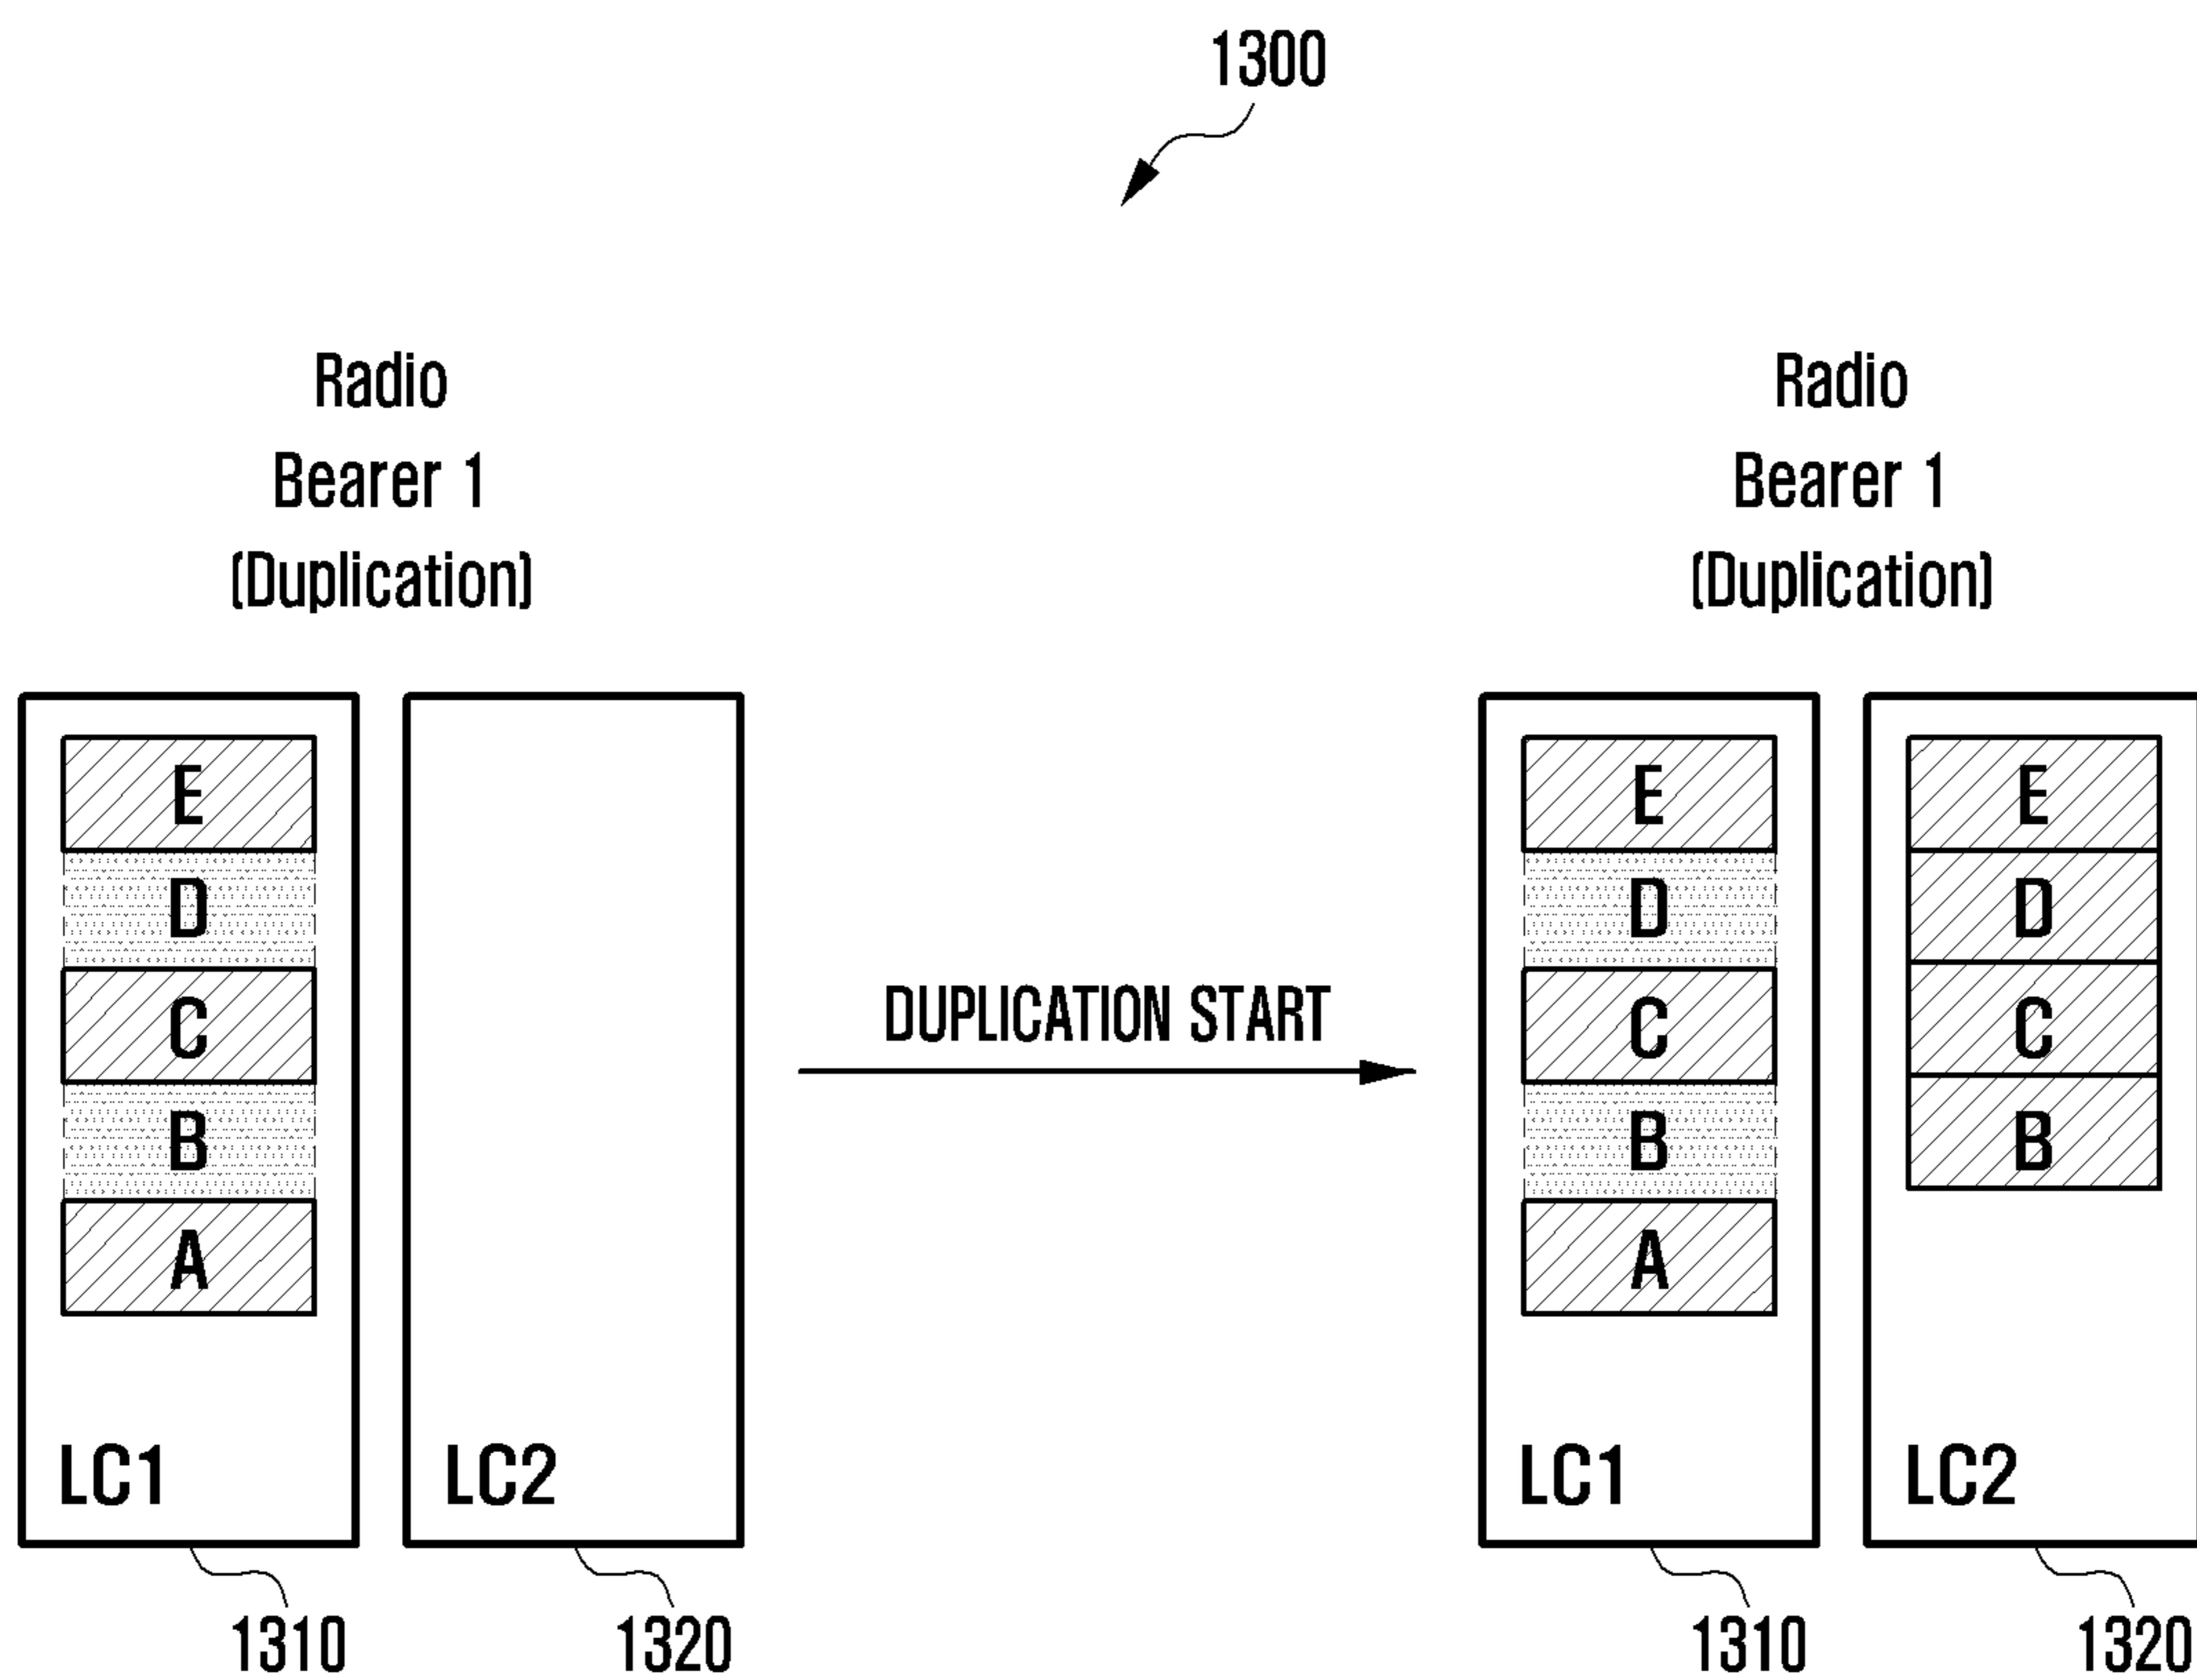 1300
Radio
Bearer 1
(Duplication)
E
D
C
B
A
LC1
1310
LC2
1320
DUPLICATION START
Radio
Bearer 1
(Duplication)
E
D
C
B
A
LC1
1310
E
D
C
B
LC2
1320